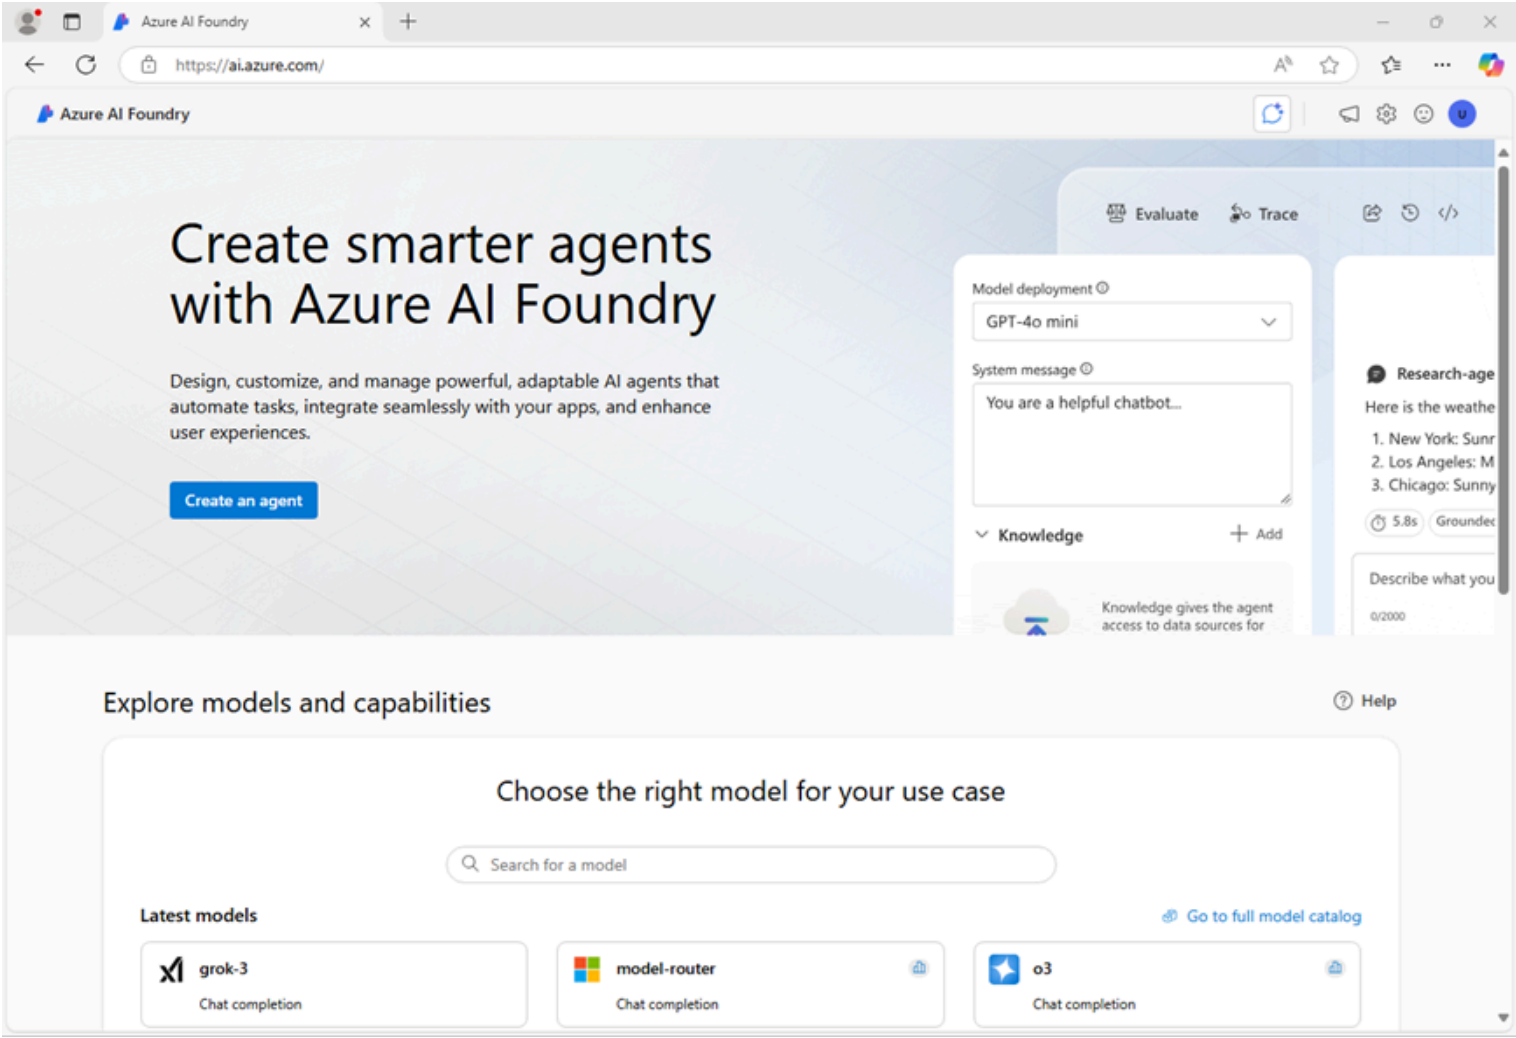 Azure AI Foundry
https://ai.azure.com/
Azure AI Foundry
U
Create smarter agents
with Azure AI Foundry
Design, customize, and manage powerful, adaptable AI agents that
automate tasks, integrate seamlessly with your apps, and enhance
user experiences.
Create an agent
Evaluate
Trace
Model deployment
GPT-4o mini
System message
You are a helpful chatbot...
Knowledge
Add
Knowledge gives the agent
access to data sources for
Research-age
Here is the weathe
1. New York: Sunr
2. Los Angeles: M
3. Chicago: Sunny
5.8s
Grounded
Describe what you
0/2000
Explore models and capabilities
Help
Choose the right model for your use case
Search for a model
Latest models
Go to full model catalog
grok-3
Chat completion
model-router
Chat completion
o3
Chat completion